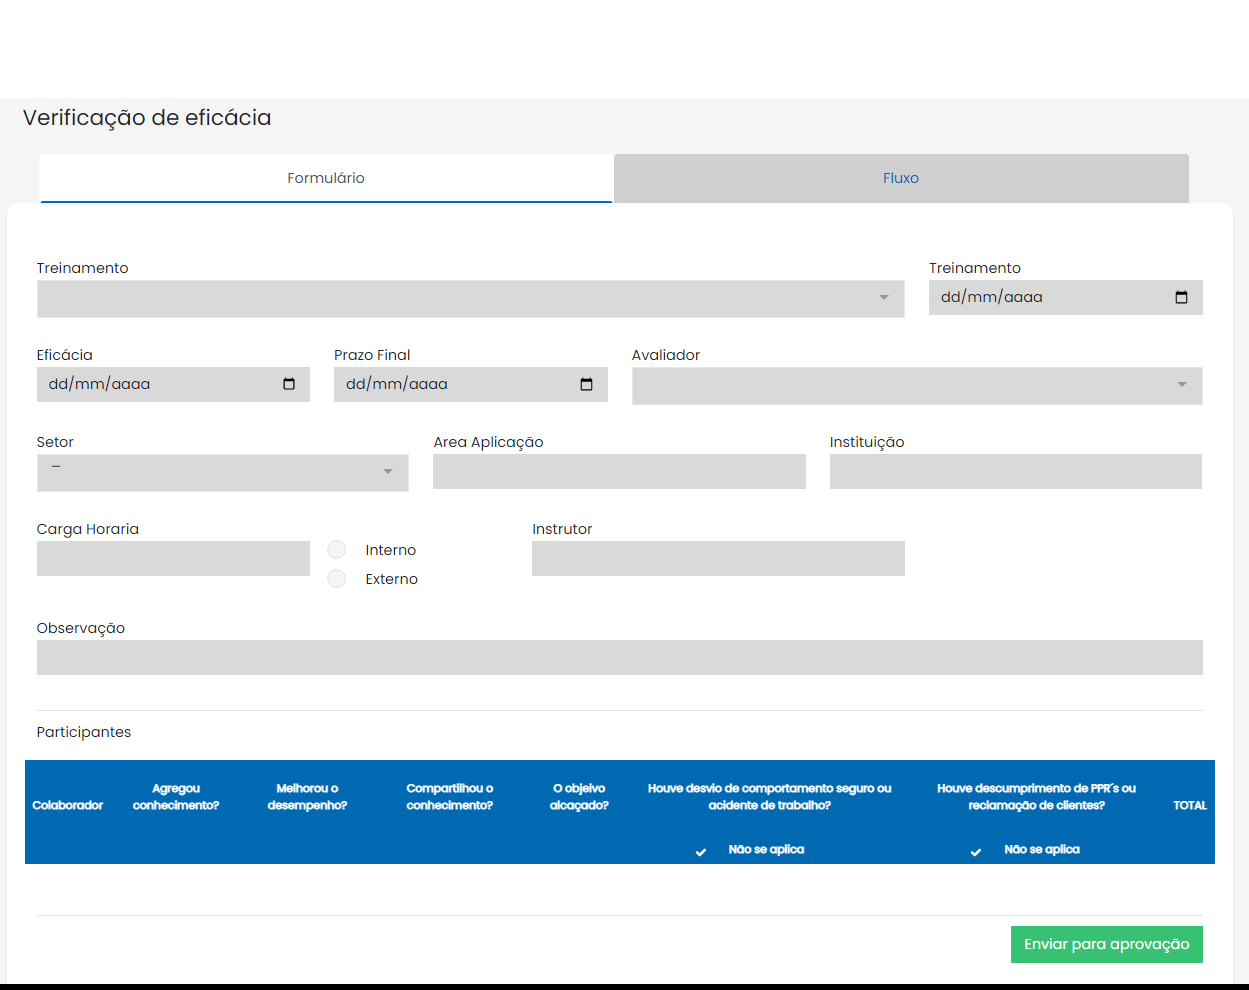 Verificação de eficácia
Formulário
Fluxo
Treinamento
Treinamento
dd/mm/aaaa
Eficácia
Prazo Final
Avaliador
dd/mm/aaaa
dd/mm/aaaa
Setor
Area Aplicação
Instituição
–
Carga Horaria
Instrutor
Interno
Externo
Observação
Participantes
Colaborador
Agregou
conhecimento?
Melhorou o
desempenho?
Compartilhou o
conhecimento?
O objeivo
alcaçado?
Houve desvio de comportamento seguro ou
acidente de trabalho?
Houve descumprimento de PPR´s ou
reclamação de clientes?
TOTAL
Não se aplica
Não se aplica
Enviar para aprovação